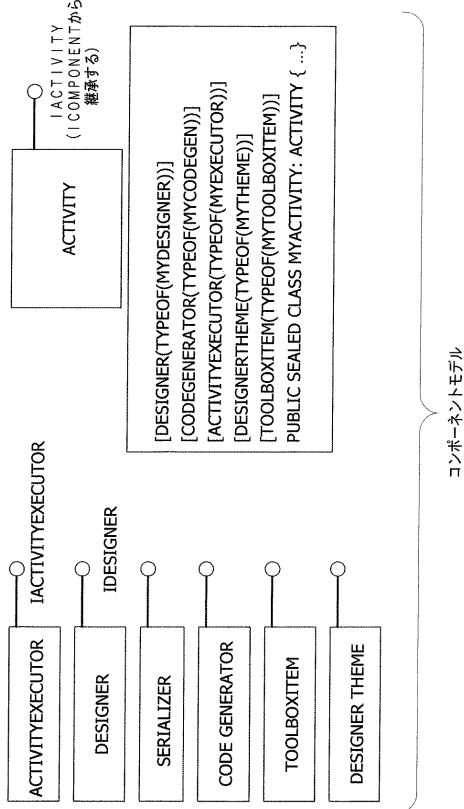 ACTIVITYEXECUTOR
IACTIVITYEXECUTOR
DESIGNER
IDESIGNER
SERIALIZER
CODE GENERATOR
TOOLBOXITEM
DESIGNER THEME
ACTIVITY
IACTIVITY
(ICOMPONENTから
継承する)
[DESIGNER(TYPEOF(MYDESIGNER))]
[CODEGENERATOR(TYPEOF(MYCODEGEN))]
[ACTIVITYEXECUTOR(TYPEOF(MYEXECUTOR))]
[DESIGNERTHEME(TYPEOF(MYTHEME))]
[TOOLBOXITEM(TYPEOF(MYTOOLBOXITEM))]
PUBLIC SEALED CLASS MYACTIVITY: ACTIVITY { ...}
コンポーネントモデル